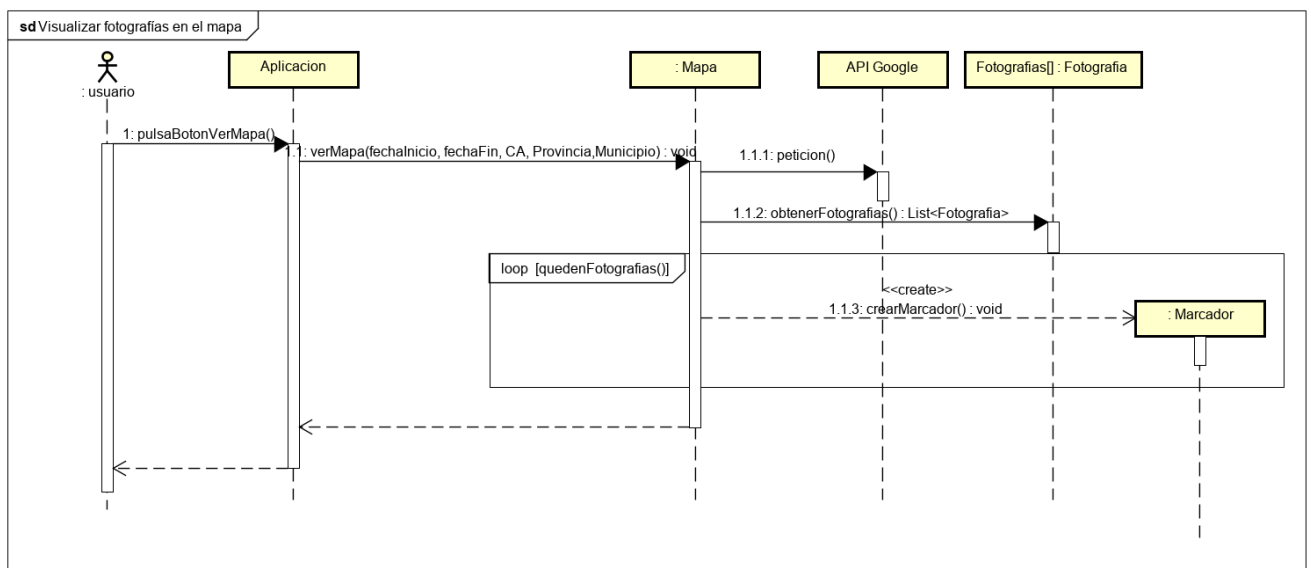 sd Visualizar fotografías en el mapa
: usuario
Aplicacion
: Mapa
API Google
Fotografias[] : Fotografia
1: pulsaBotonVerMapa()
1.1: verMapa(fechaInicio, fechaFin, CA, Provincia,Municipio) : void
1.1.1: peticion()
1.1.2: obtenerFotografias() : List<Fotografia>
loop [quedenFotografias()]
<<create>>
1.1.3: crearMarcador() : void
: Marcador